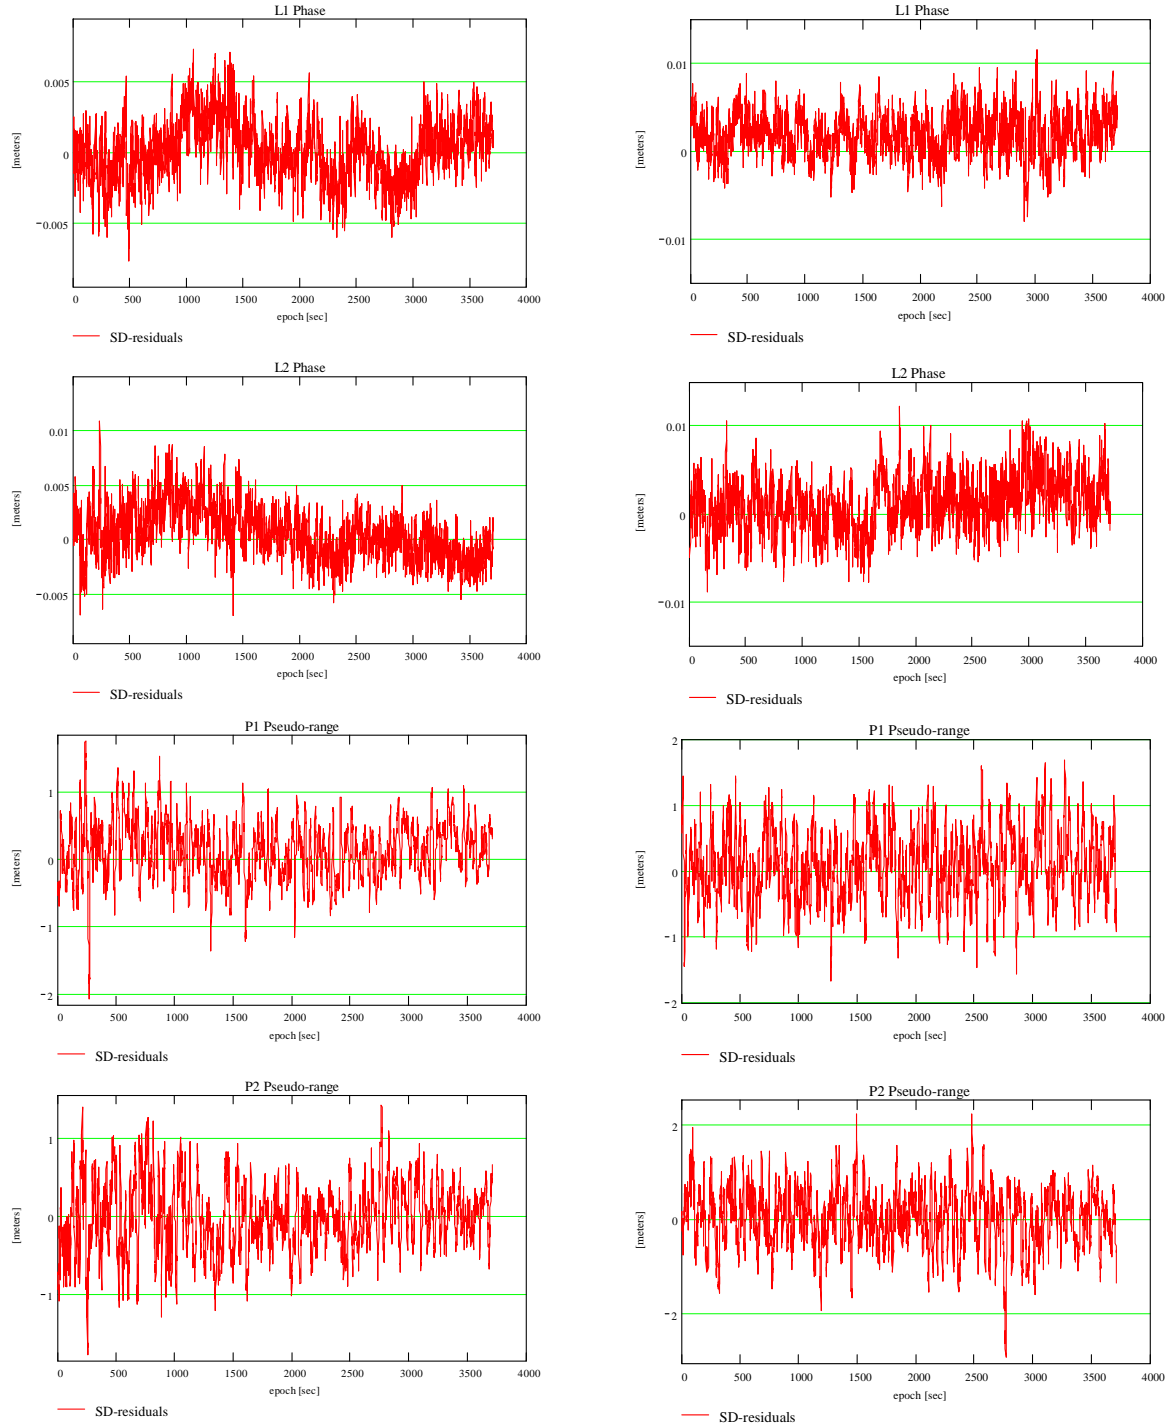 L1 Phase
0.005
0
−0.005
[meters]
0 500 1000 1500 2000 2500 3000 3500 4000
epoch [sec]
SD-residuals
L1 Phase
0.01
0
−0.01
[meters]
0 500 1000 1500 2000 2500 3000 3500 4000
epoch [sec]
SD-residuals
L2 Phase
0.01
0.005
0
−0.005
[meters]
0 500 1000 1500 2000 2500 3000 3500 4000
epoch [sec]
SD-residuals
L2 Phase
0.01
0
−0.01
[meters]
0 500 1000 1500 2000 2500 3000 3500 4000
epoch [sec]
SD-residuals
P1 Pseudo-range
1
0
−1
−2
[meters]
0 500 1000 1500 2000 2500 3000 3500 4000
epoch [sec]
SD-residuals
P1 Pseudo-range
2
1
0
−1
−2
[meters]
0 500 1000 1500 2000 2500 3000 3500 4000
epoch [sec]
SD-residuals
P2 Pseudo-range
1
0
−1
[meters]
0 500 1000 1500 2000 2500 3000 3500 4000
epoch [sec]
SD-residuals
P2 Pseudo-range
2
0
−2
[meters]
0 500 1000 1500 2000 2500 3000 3500 4000
epoch [sec]
SD-residuals